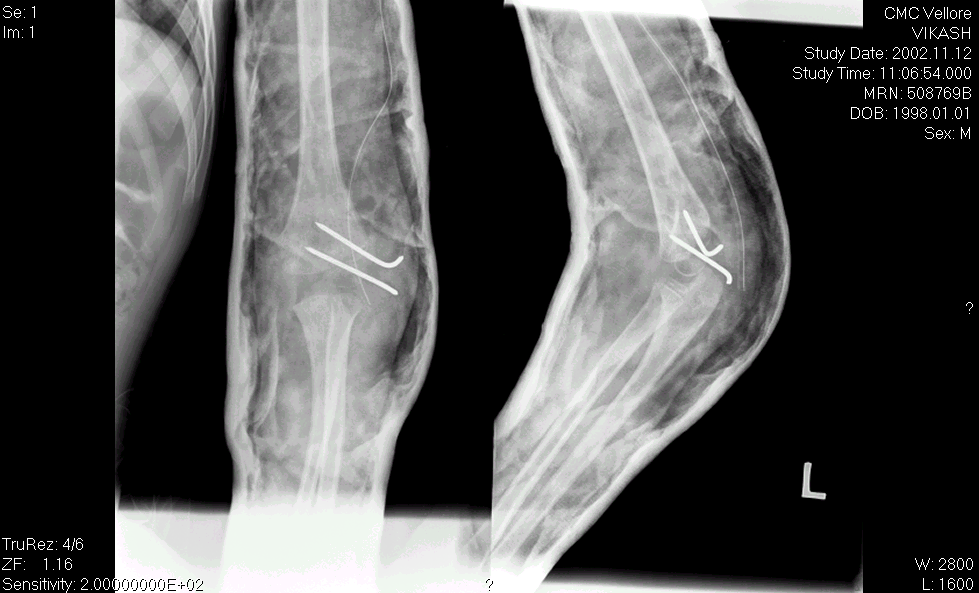 Se: 1
Im: 1
CMC Vellore
VIKASH
Study Date: 2002.11.12
Study Time: 11:06:54.000
MRN: 508769B
DOB: 1998.01.01
Sex: M
?
L
TruRez: 4/6
ZF: 1.16
Sensitivity: 2.00000000E+02
?
W: 2800
L: 1600